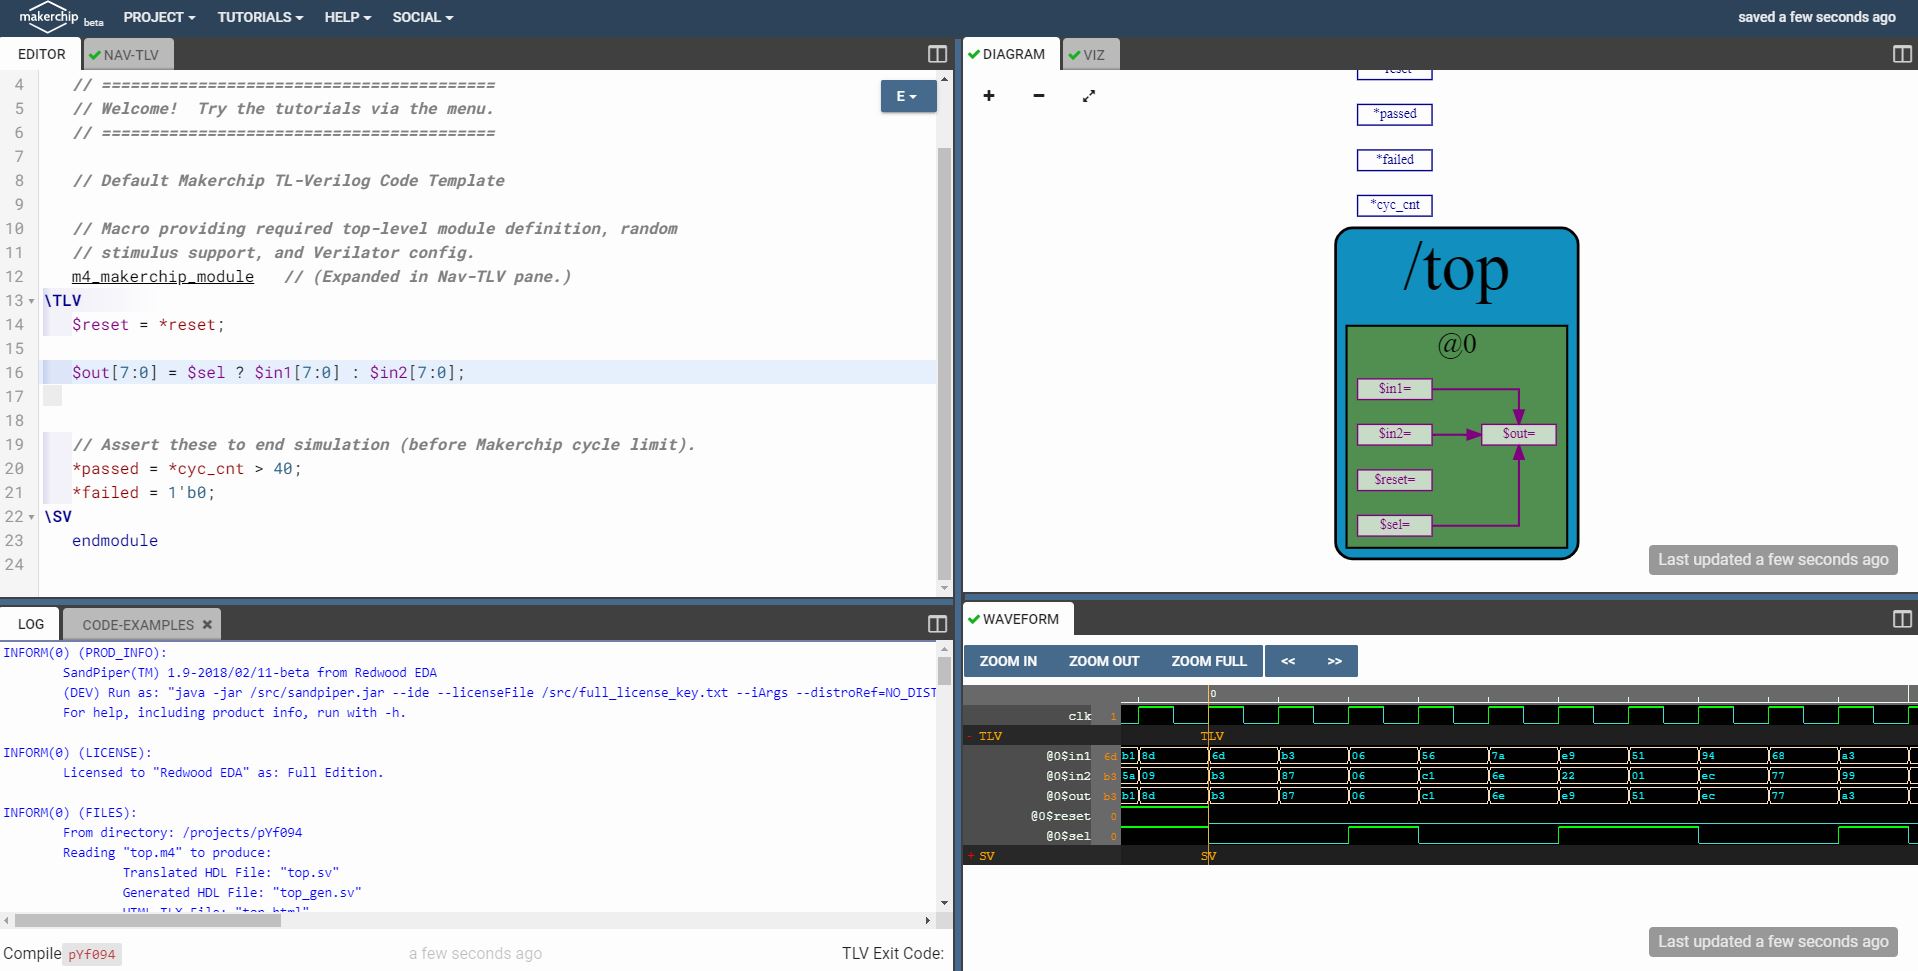 makerchip beta PROJECT TUTORIALS HELP SOCIAL saved a few seconds ago
EDITOR NAV-TLV
E
4 // =========================================
5 // Welcome!  Try the tutorials via the menu.
6 // =========================================
7
8 // Default Makerchip TL-Verilog Code Template
9
10 // Macro providing required top-level module definition, random
11 // stimulus support, and Verilator config.
12 m4_makerchip_module   // (Expanded in Nav-TLV pane.)
13 \TLV
14 $reset = *reset;
15
16 $out[7:0] = $sel ? $in1[7:0] : $in2[7:0];
17
18
19 // Assert these to end simulation (before Makerchip cycle limit).
20 *passed = *cyc_cnt > 40;
21 *failed = 1'b0;
22 \SV
23 endmodule
24
LOG CODE-EXAMPLES
INFORM(0) (PROD_INFO):
SandPiper(TM) 1.9-2018/02/11-beta from Redwood EDA
(DEV) Run as: "java -jar /src/sandpiper.jar --ide --licenseFile /src/full_license_key.txt --iArgs --distroRef=NO_DIST
For help, including product info, run with -h.
INFORM(0) (LICENSE):
Licensed to "Redwood EDA" as: Full Edition.
INFORM(0) (FILES):
From directory: /projects/pYf094
Reading "top.m4" to produce:
Translated HDL File: "top.sv"
Generated HDL File: "top_gen.sv"
HTML TLX File: "top.html"
Compile pYf094 a few seconds ago TLV Exit Code:
DIAGRAM VIZ
*reset
*passed
*failed
*cyc_cnt
/top
@0
$in1=
$in2= $out=
$reset=
$sel=
Last updated a few seconds ago
WAVEFORM
ZOOM IN ZOOM OUT ZOOM FULL << >>
0
clk 1
- TLV TLV
@0$in1 6d b1 8d 6d b3 06 56 7a e9 51 94 68 a3
@0$in2 b3 5a 09 b3 87 06 c1 6e 22 01 ec 77 99
@0$out b3 b1 8d b3 87 06 c1 6e e9 51 ec 77 a3
@0$reset 0
@0$sel 0
+ SV SV
Last updated a few seconds ago